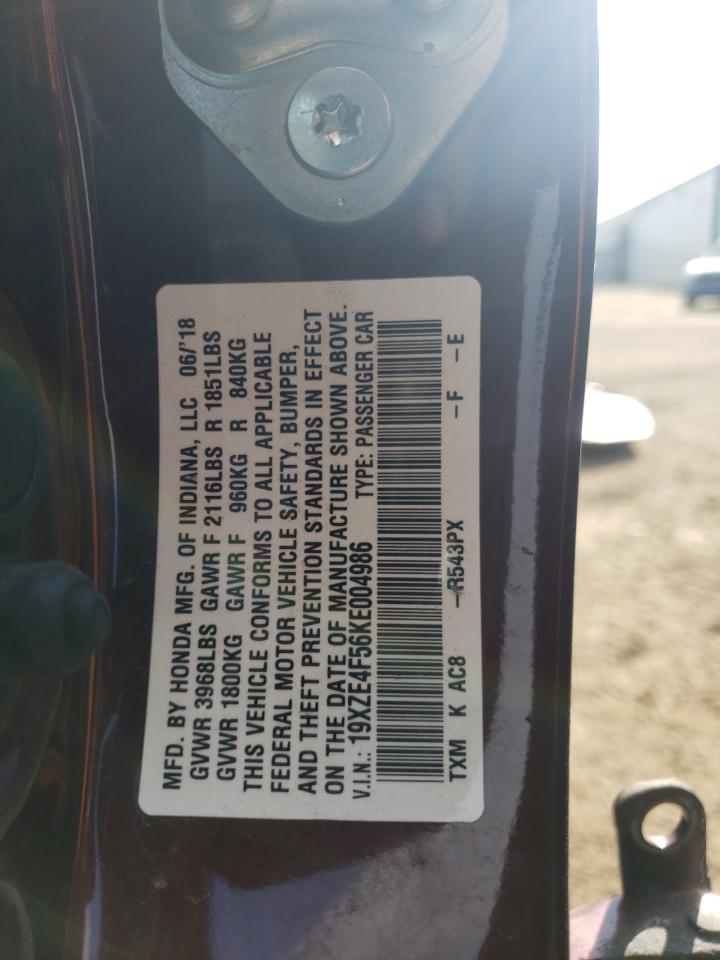 MFD. BY HONDA MFG. OF INDIANA, LLC 06/'18
GVWR 3968LBS GAWR F 2116LBS R 1851LBS
GVWR 1800KG GAWR F 960KG R 840KG
THIS VEHICLE CONFORMS TO ALL APPLICABLE
FEDERAL MOTOR VEHICLE SAFETY, BUMPER,
AND THEFT PREVENTION STANDARDS IN EFFECT
ON THE DATE OF MANUFACTURE SHOWN ABOVE.
V.I.N.: 19XZE4F56KE004986 TYPE: PASSENGER CAR
TXM K AC8 –R543PX –F –E